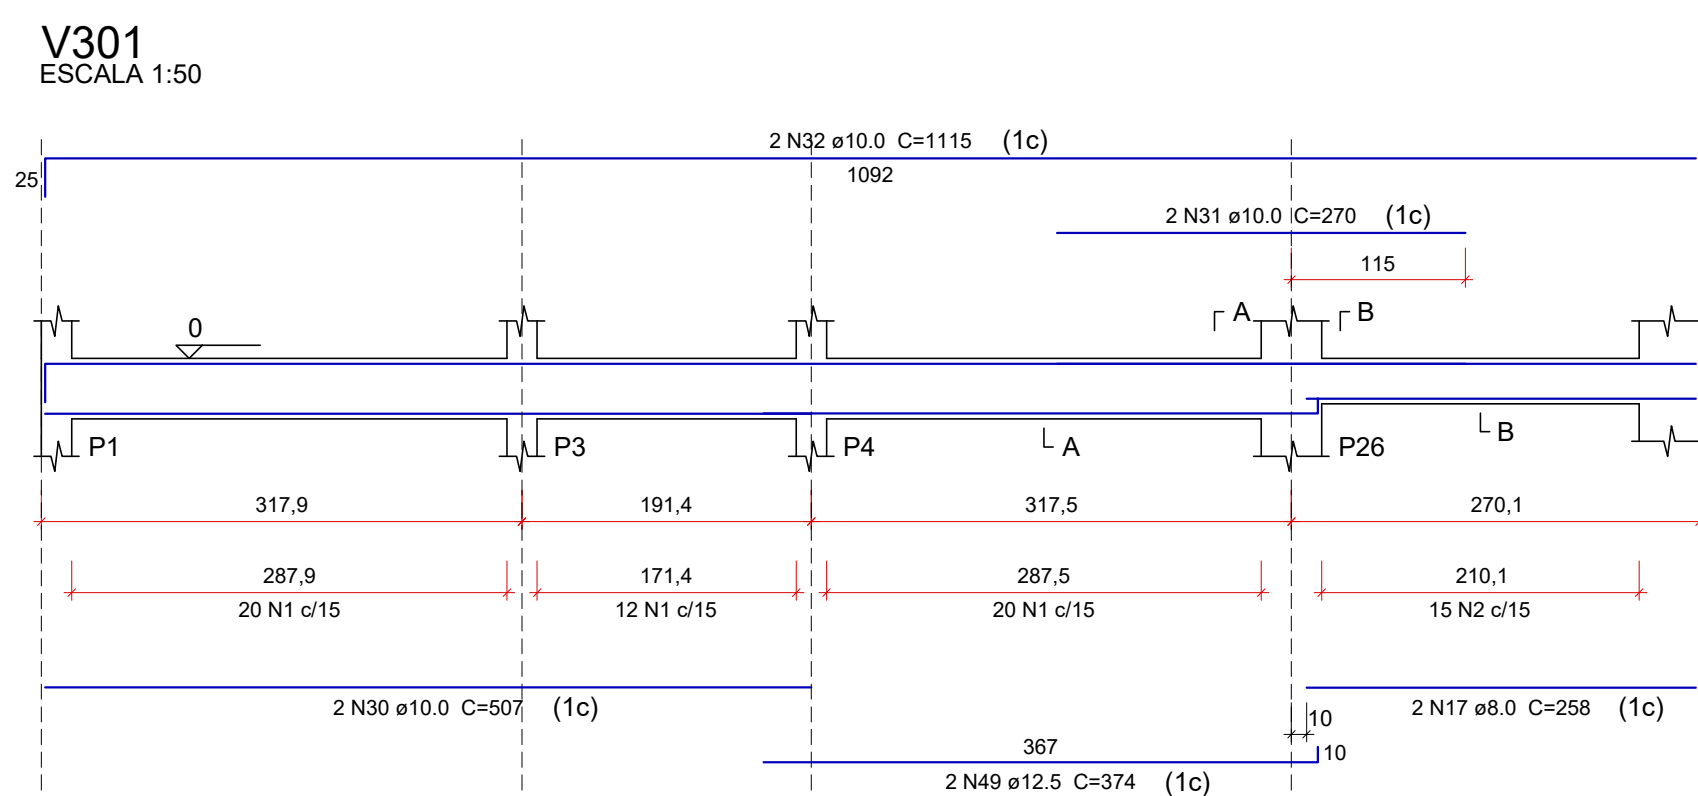 V301
ESCALA 1:50
2 N32 ø10.0 C=1115 (1c)
25
1092
2 N31 ø10.0 C=270 (1c)
115
0
A
B
P1
P3
P4
A
P26
B
317,9
191,4
317,5
270,1
287,9
171,4
287,5
210,1
20 N1 c/15
12 N1 c/15
20 N1 c/15
15 N2 c/15
2 N30 ø10.0 C=507 (1c)
2 N17 ø8.0 C=258 (1c)
10
367
10
2 N49 ø12.5 C=374 (1c)